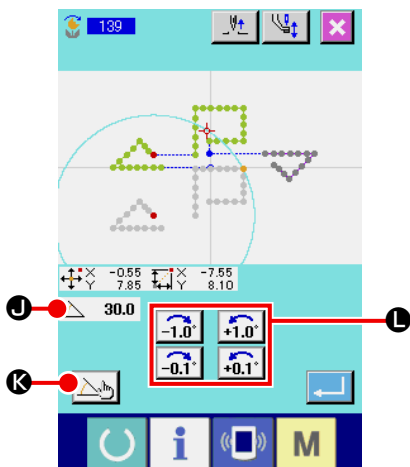 139
X -0.55 X -7.55
Y 7.85 Y 8.10
J 30.0 L
-1.0° +1.0°
-0.1° +0.1°
K
i M